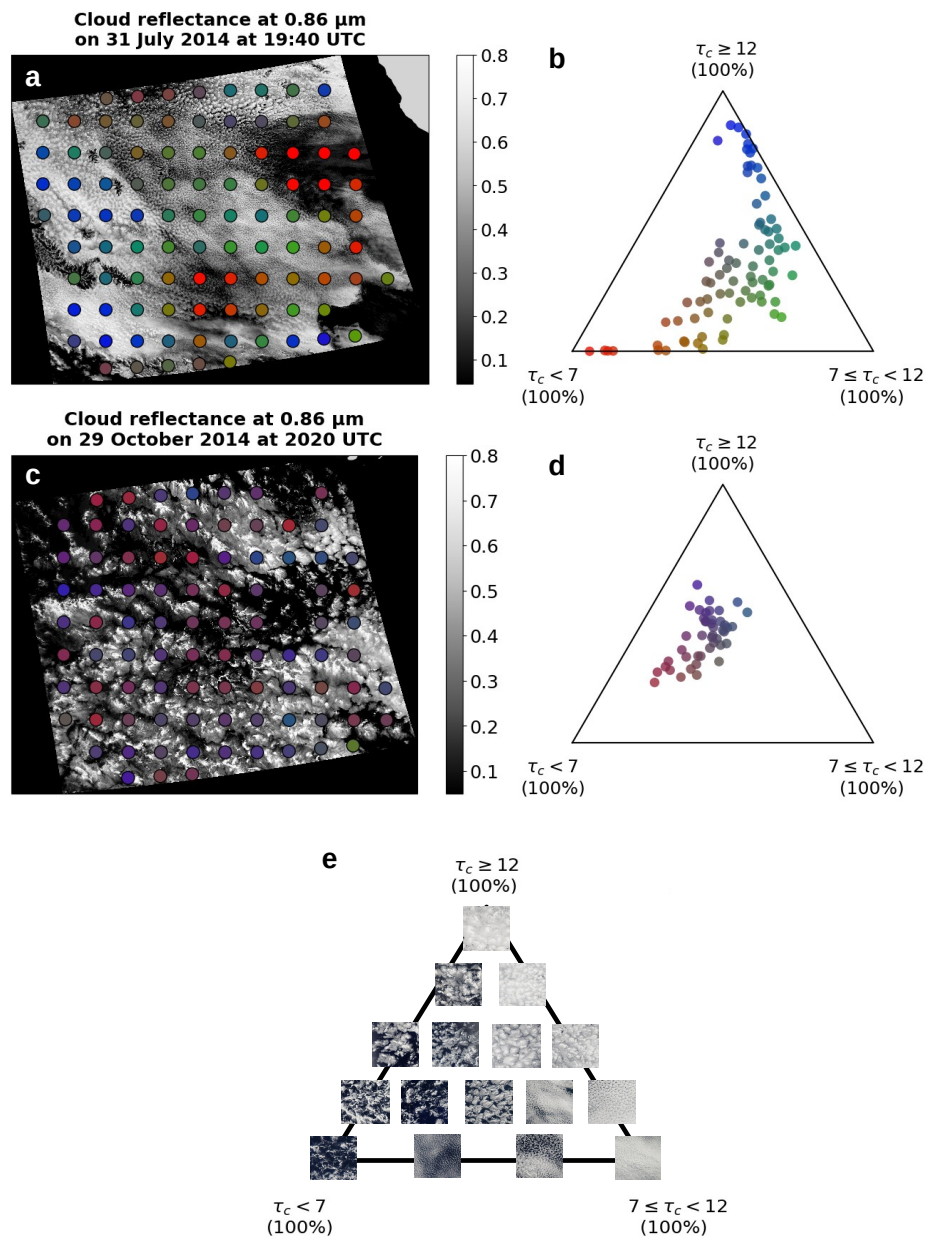 Cloud reflectance at 0.86 μm
on 31 July 2014 at 19:40 UTC
a
0.8
0.7
0.6
0.5
0.4
0.3
0.2
0.1
b
τc ≥ 12
(100%)
τc < 7
(100%)
7 ≤ τc < 12
(100%)
Cloud reflectance at 0.86 μm
on 29 October 2014 at 2020 UTC
c
0.8
0.7
0.6
0.5
0.4
0.3
0.2
0.1
d
τc ≥ 12
(100%)
τc < 7
(100%)
7 ≤ τc < 12
(100%)
e
τc ≥ 12
(100%)
τc < 7
(100%)
7 ≤ τc < 12
(100%)